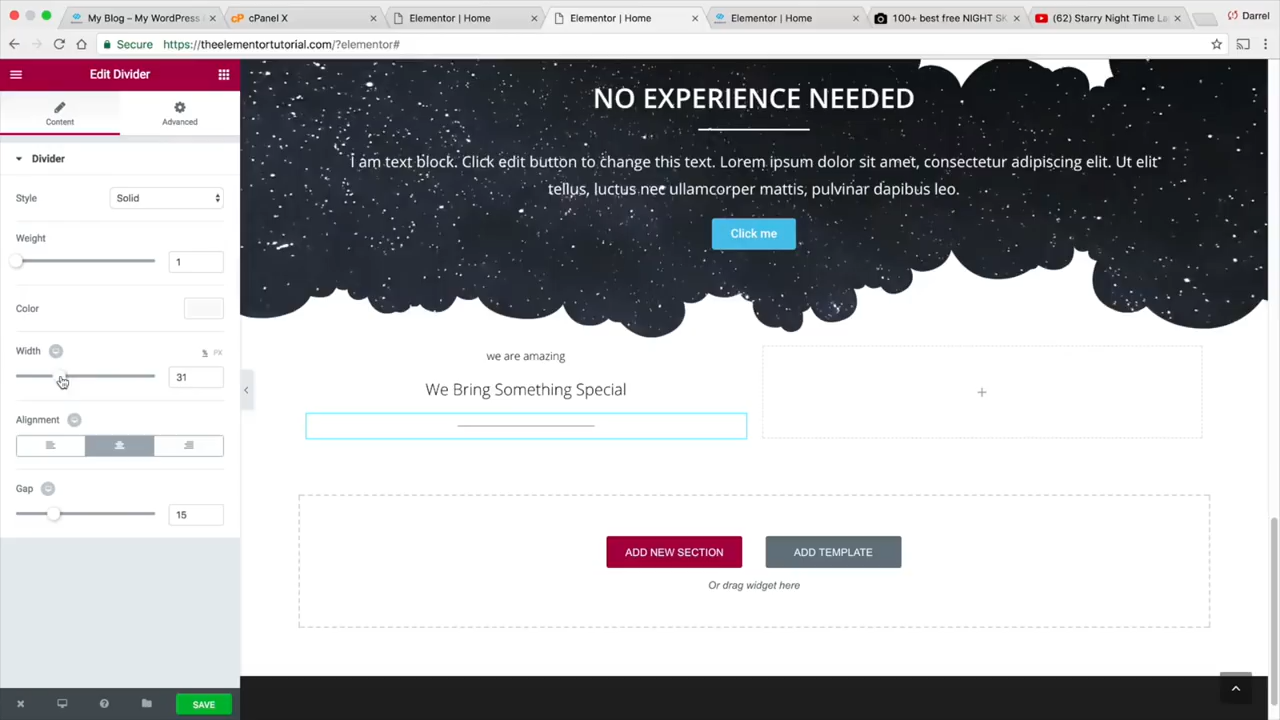 My Blog – My WordPress
cPanel X
Elementor | Home
Elementor | Home
Elementor | Home
100+ best free NIGHT SK
(62) Starry Night Time La
Darrel
Secure
https://theelementortutorial.com/?elementor#
Edit Divider
Content
Advanced
Divider
Style
Solid
Weight
1
Color
Width
% PX
31
Alignment
Gap
15
SAVE
NO EXPERIENCE NEEDED
I am text block. Click edit button to change this text. Lorem ipsum dolor sit amet, consectetur adipiscing elit. Ut elit
tellus, luctus nec ullamcorper mattis, pulvinar dapibus leo.
Click me
we are amazing
We Bring Something Special
ADD NEW SECTION
ADD TEMPLATE
Or drag widget here